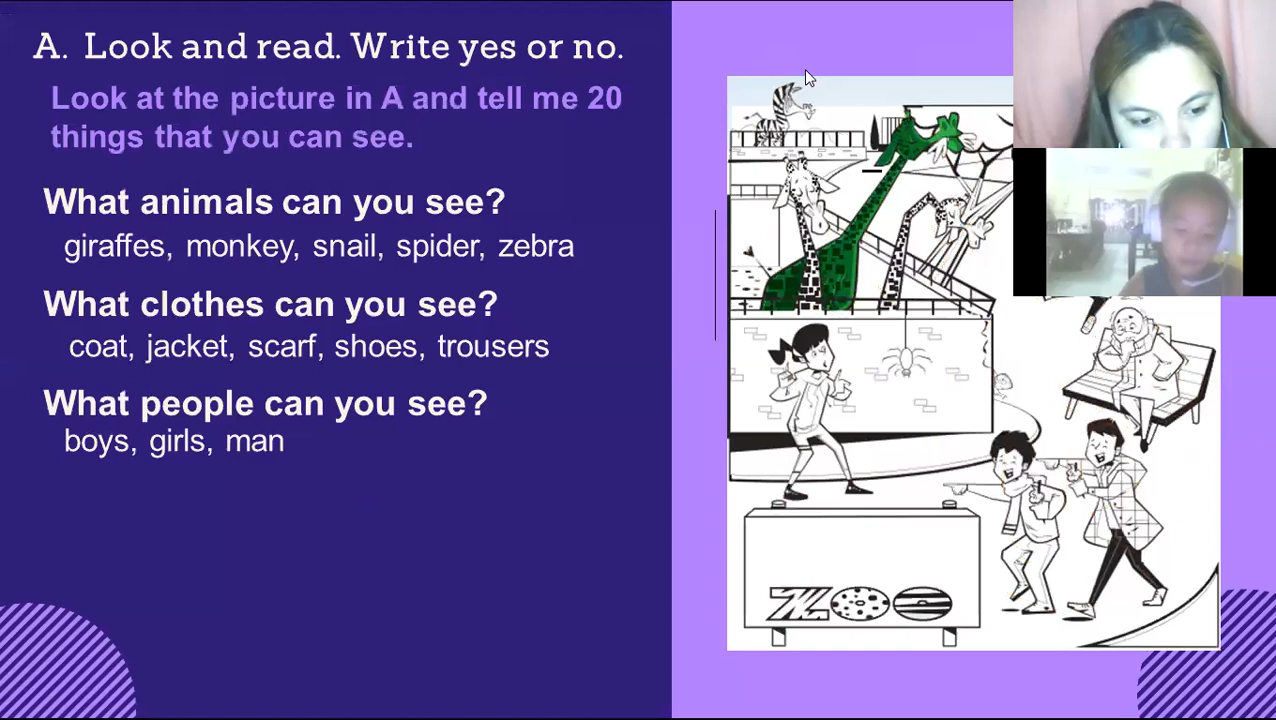 A. Look and read. Write yes or no.
Look at the picture in A and tell me 20
things that you can see.
What animals can you see?
giraffes, monkey, snail, spider, zebra
What clothes can you see?
coat, jacket, scarf, shoes, trousers
What people can you see?
boys, girls, man
ZOO